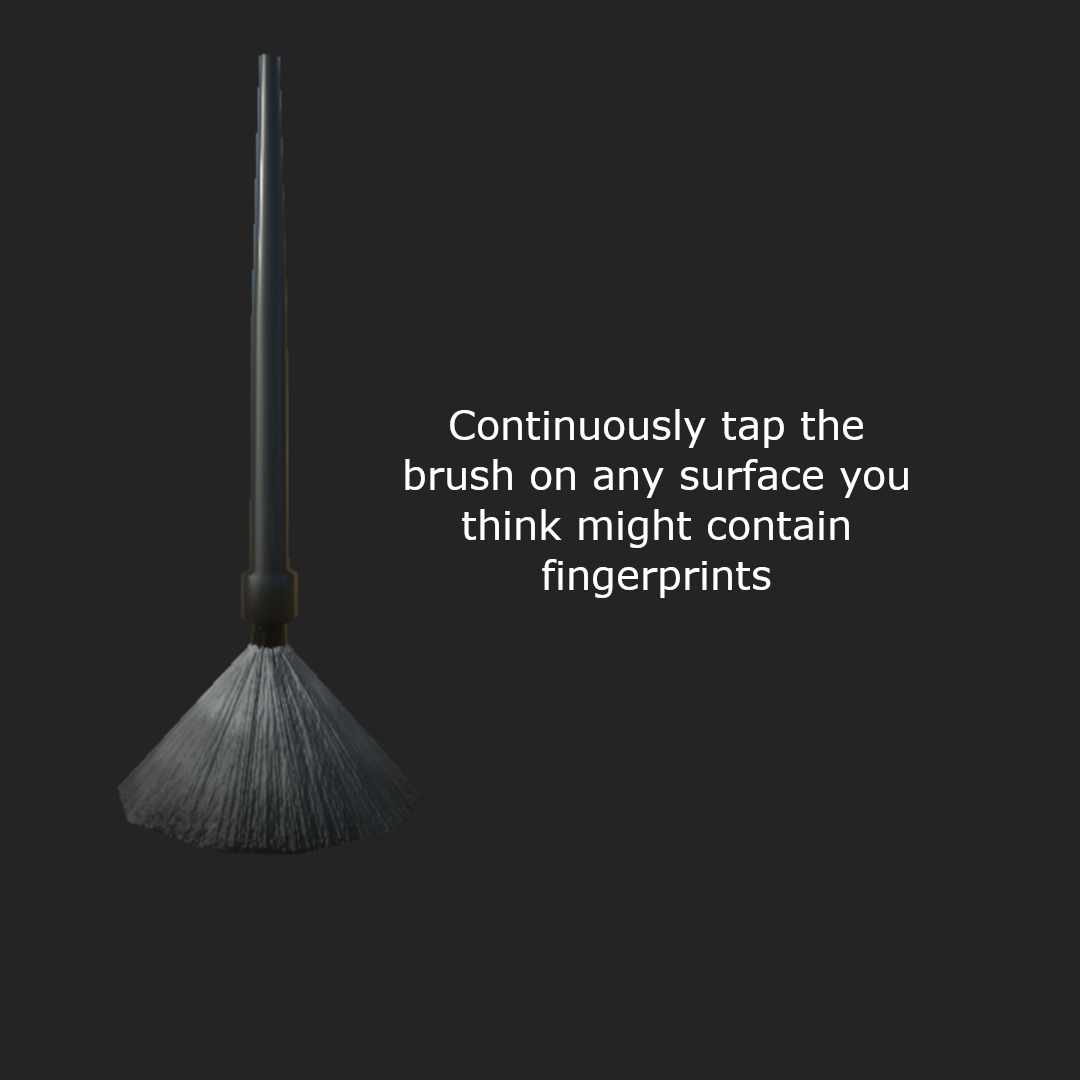 Continuously tap the
brush on any surface you
think might contain
fingerprints